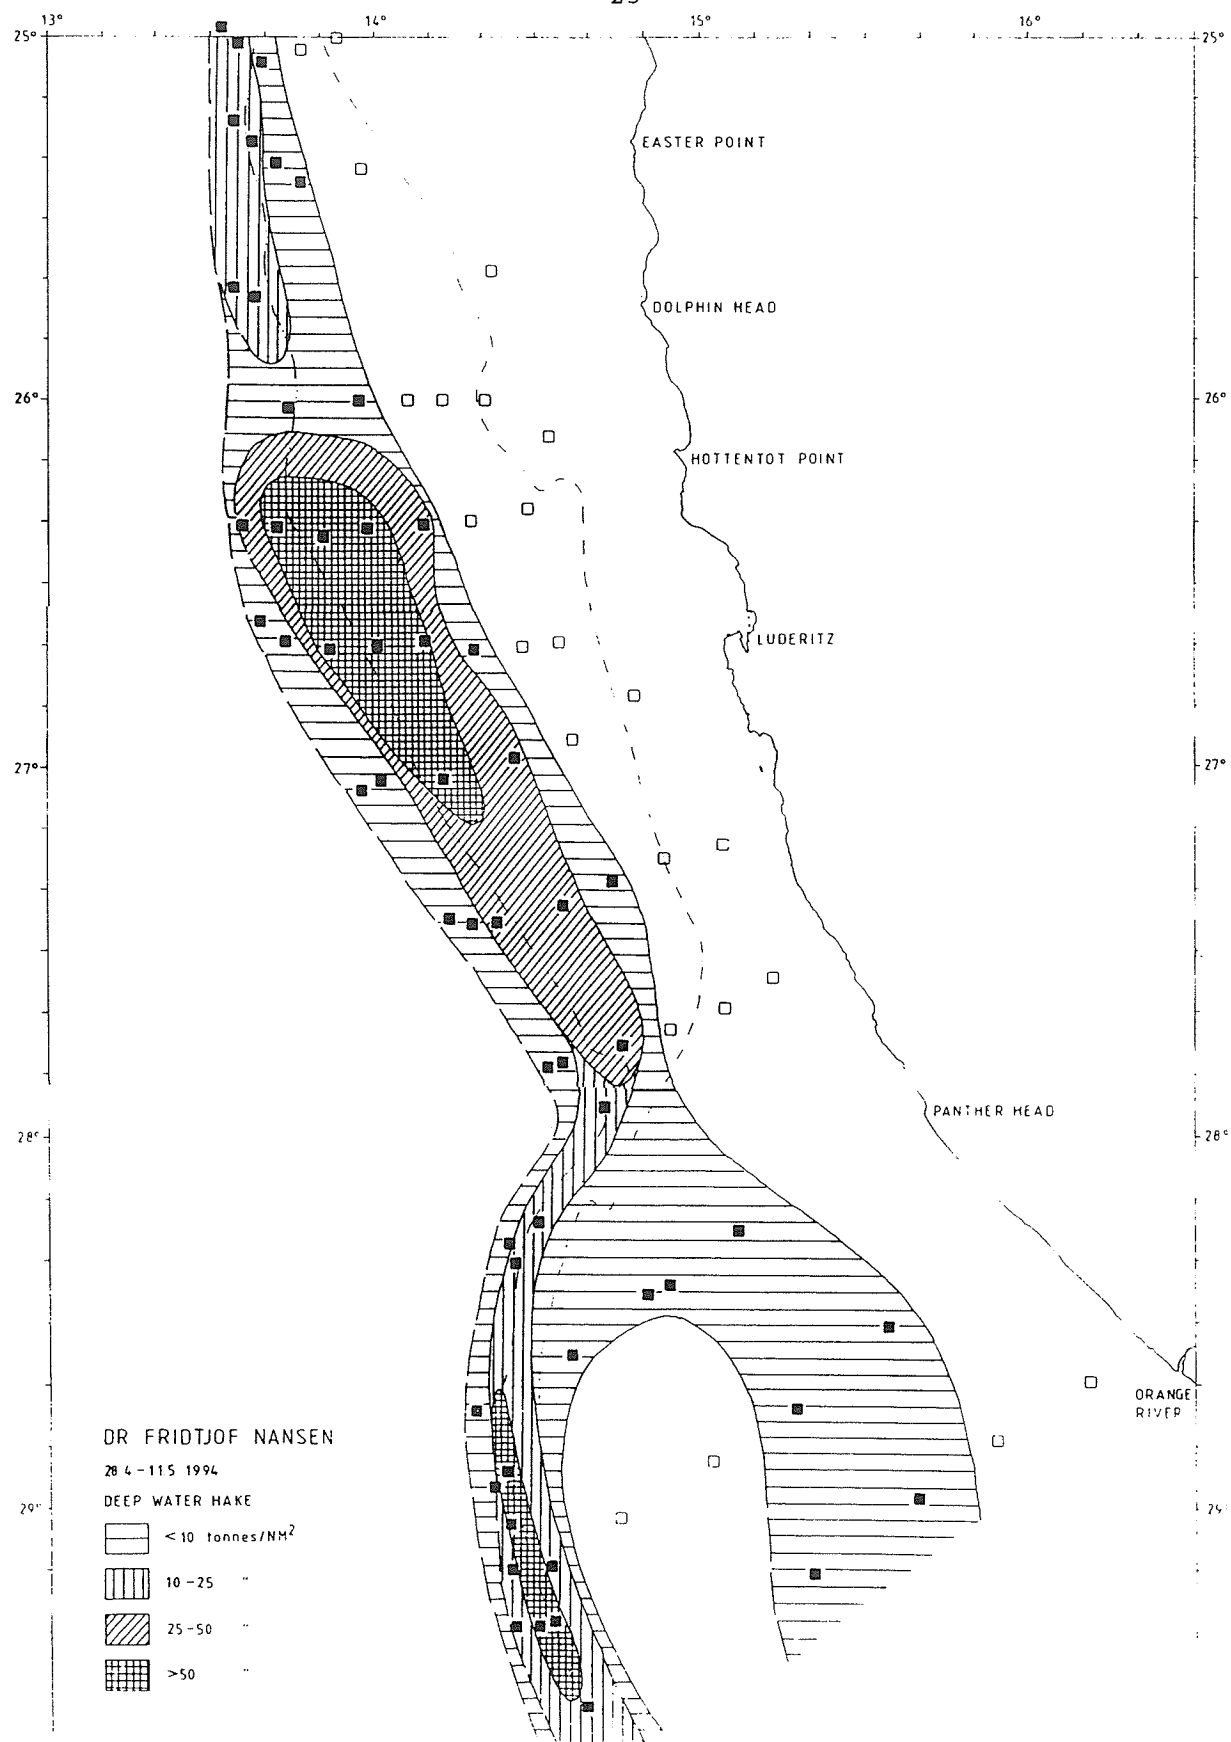 13° 14° 15° 16°
25° 25°
EASTER POINT
DOLPHIN HEAD
26° 26°
HOTTENTOT POINT
LUDERITZ
27° 27°
PANTHER HEAD
28° 28°
ORANGE
RIVER
DR FRIDTJOF NANSEN
28.4-11.5 1994
DEEP WATER HAKE
29°
<10 tonnes/NM²
10-25 "
25-50 "
>50 "